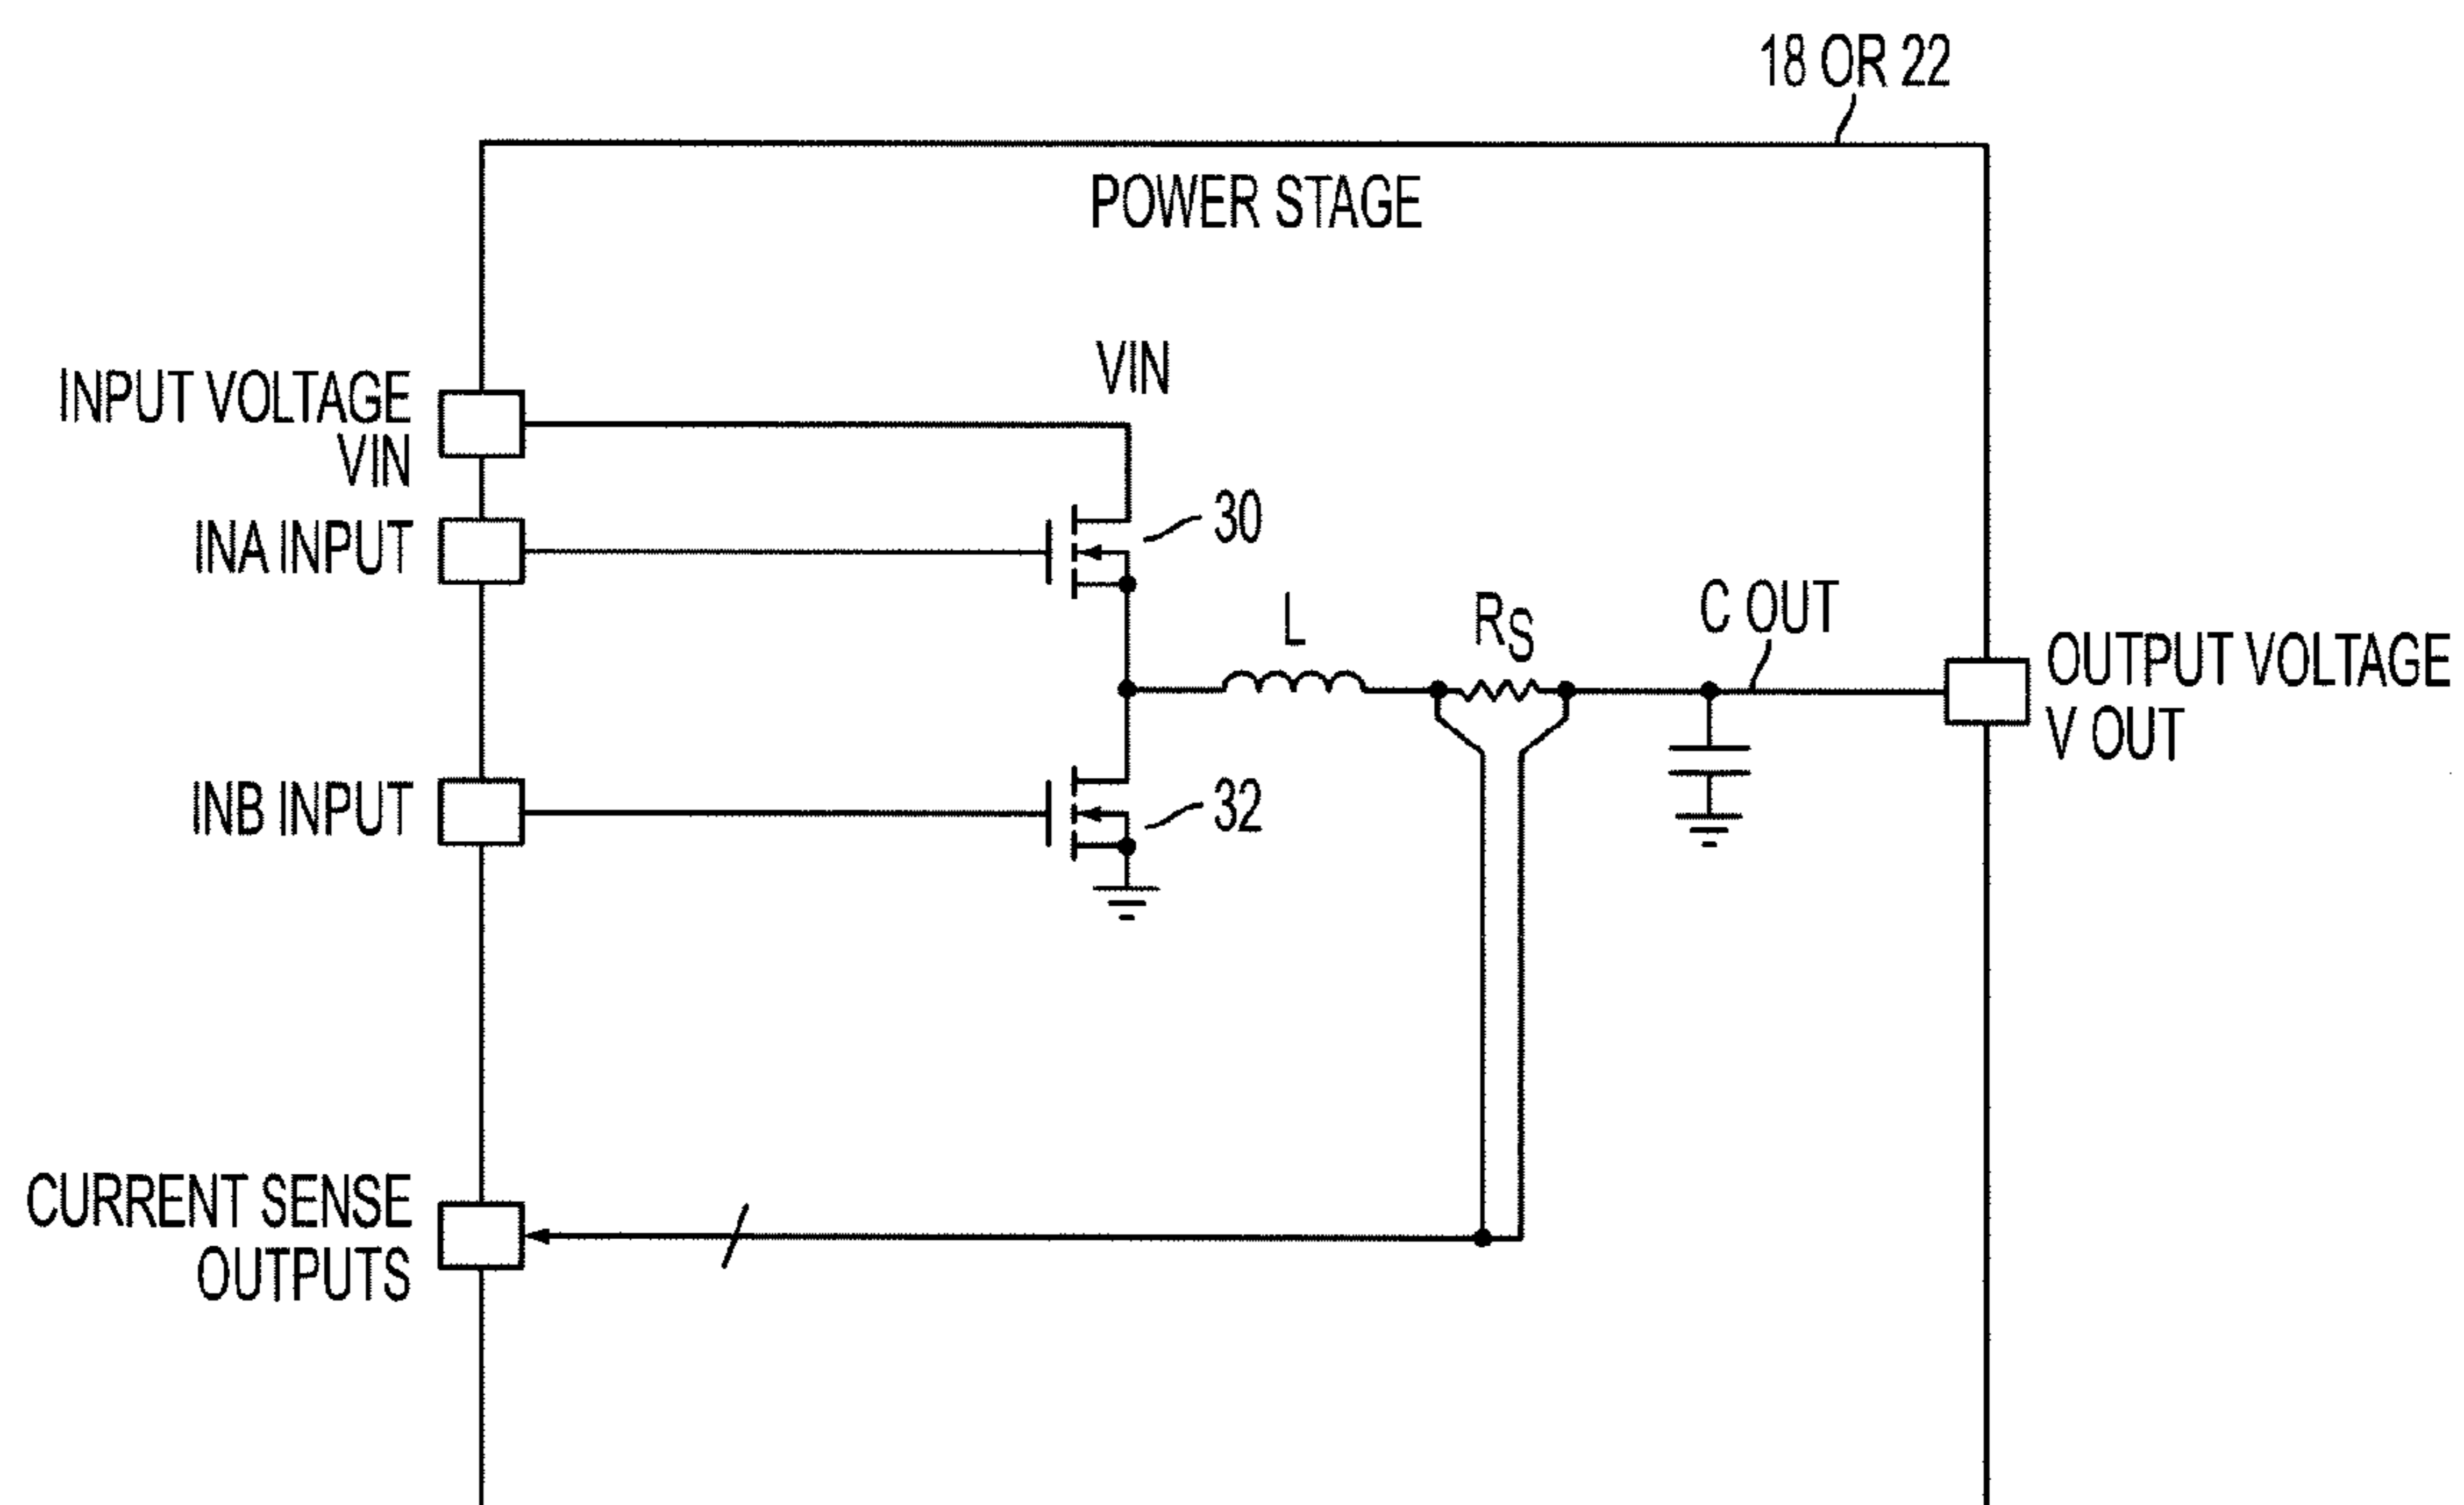 18 OR 22
POWER STAGE
VIN
INPUT VOLTAGE
VIN
INA INPUT
30
L
RS
C OUT
OUTPUT VOLTAGE
V OUT
INB INPUT
32
CURRENT SENSE
OUTPUTS